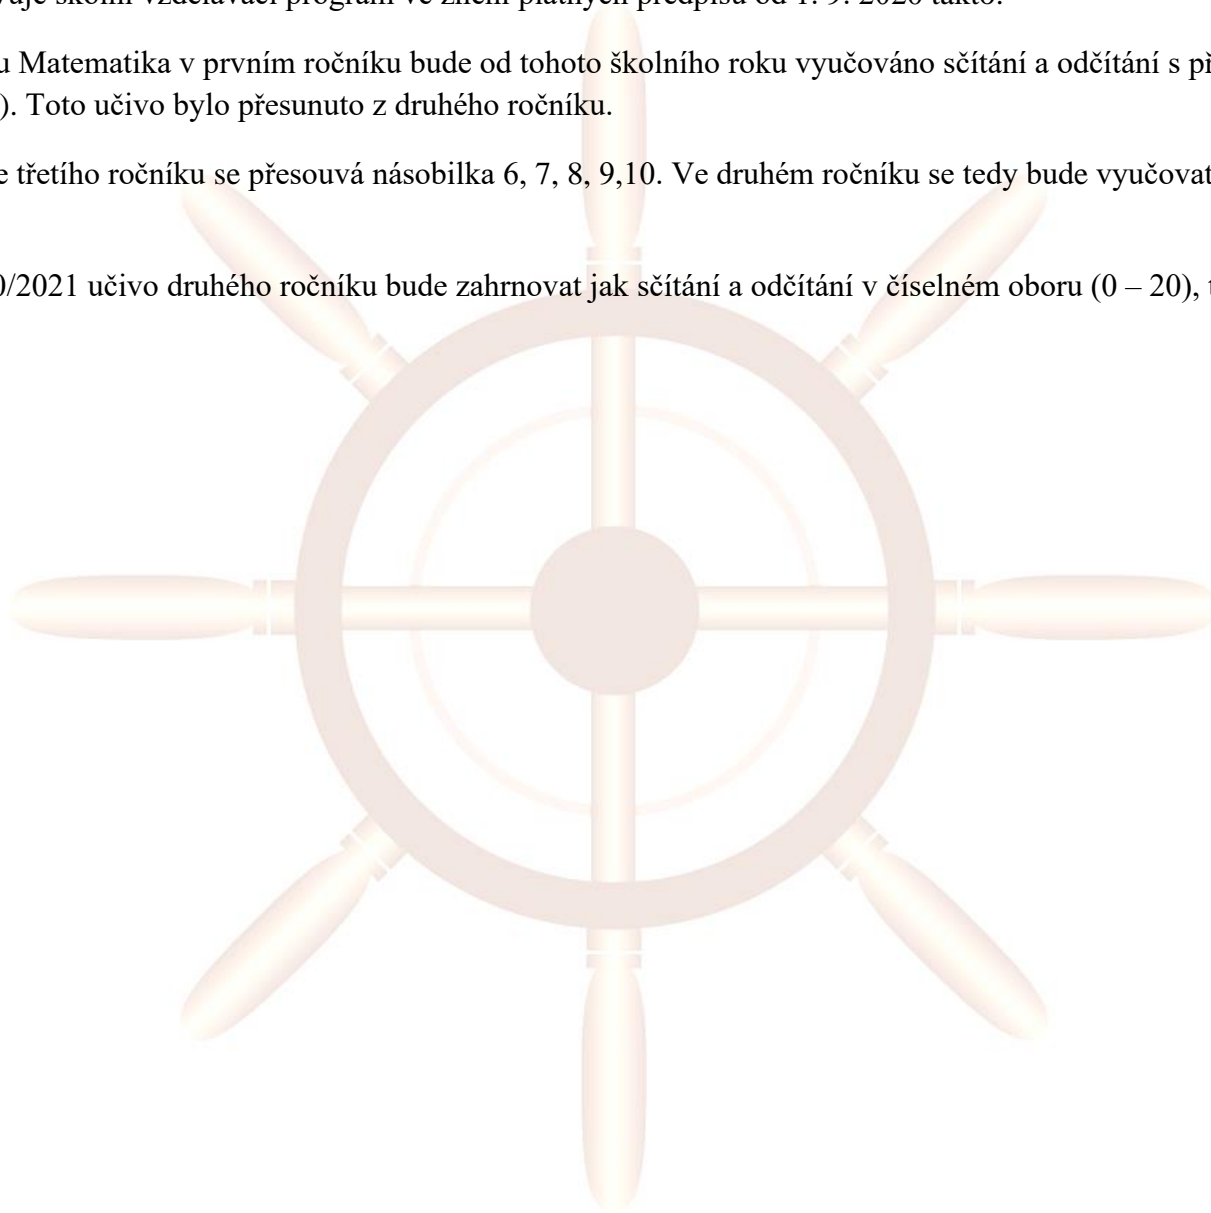 školní vzdělávací program ve znění platných předpisů od 1. 9. 2020 takto:
u Matematika v prvním ročníku bude od tohoto školního roku vyučováno sčítání a odčítání s
). Toto učivo bylo přesunuto z druhého ročníku.
třetího ročníku se přesouvá násobilka 6, 7, 8, 9,10. Ve druhém ročníku se tedy bude vyučovat
0/2021 učivo druhého ročníku bude zahrnovat jak sčítání a odčítání v číselném oboru (0 – 20),